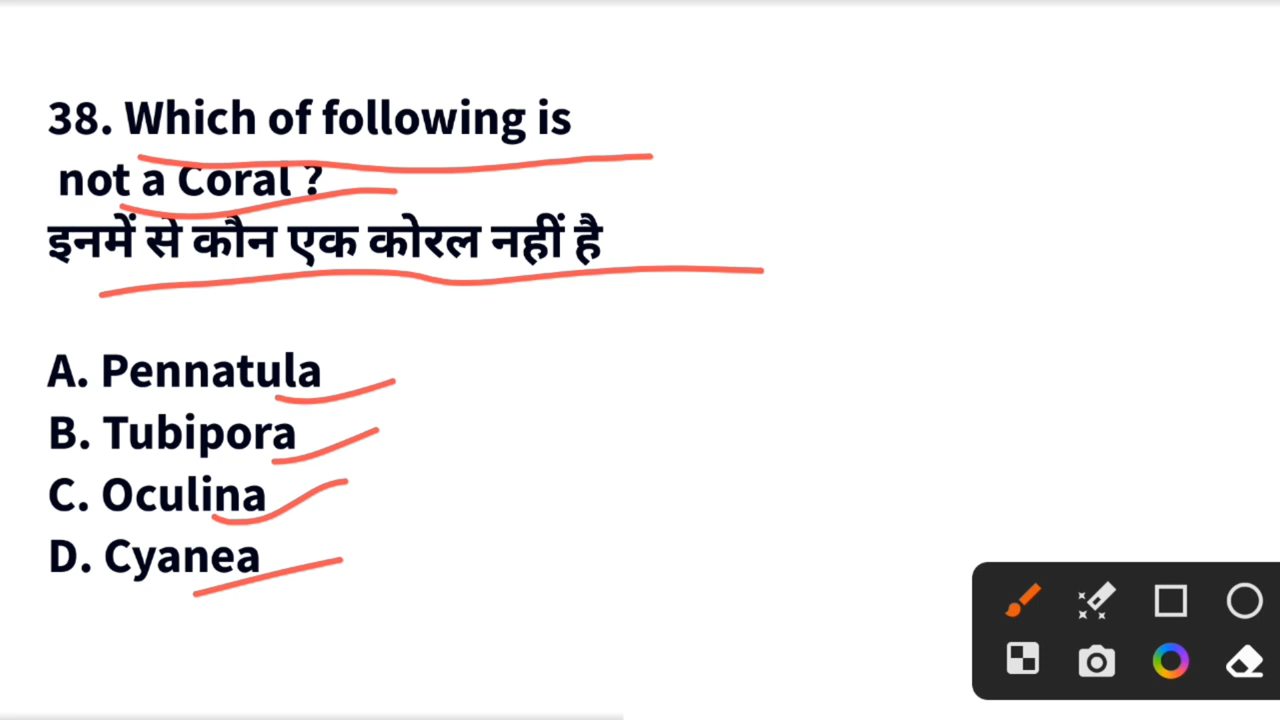 38. Which of following is
not a Coral ?
इनमें से कौन एक कोरल नहीं है
A. Pennatula
B. Tubipora
C. Oculina
D. Cyanea